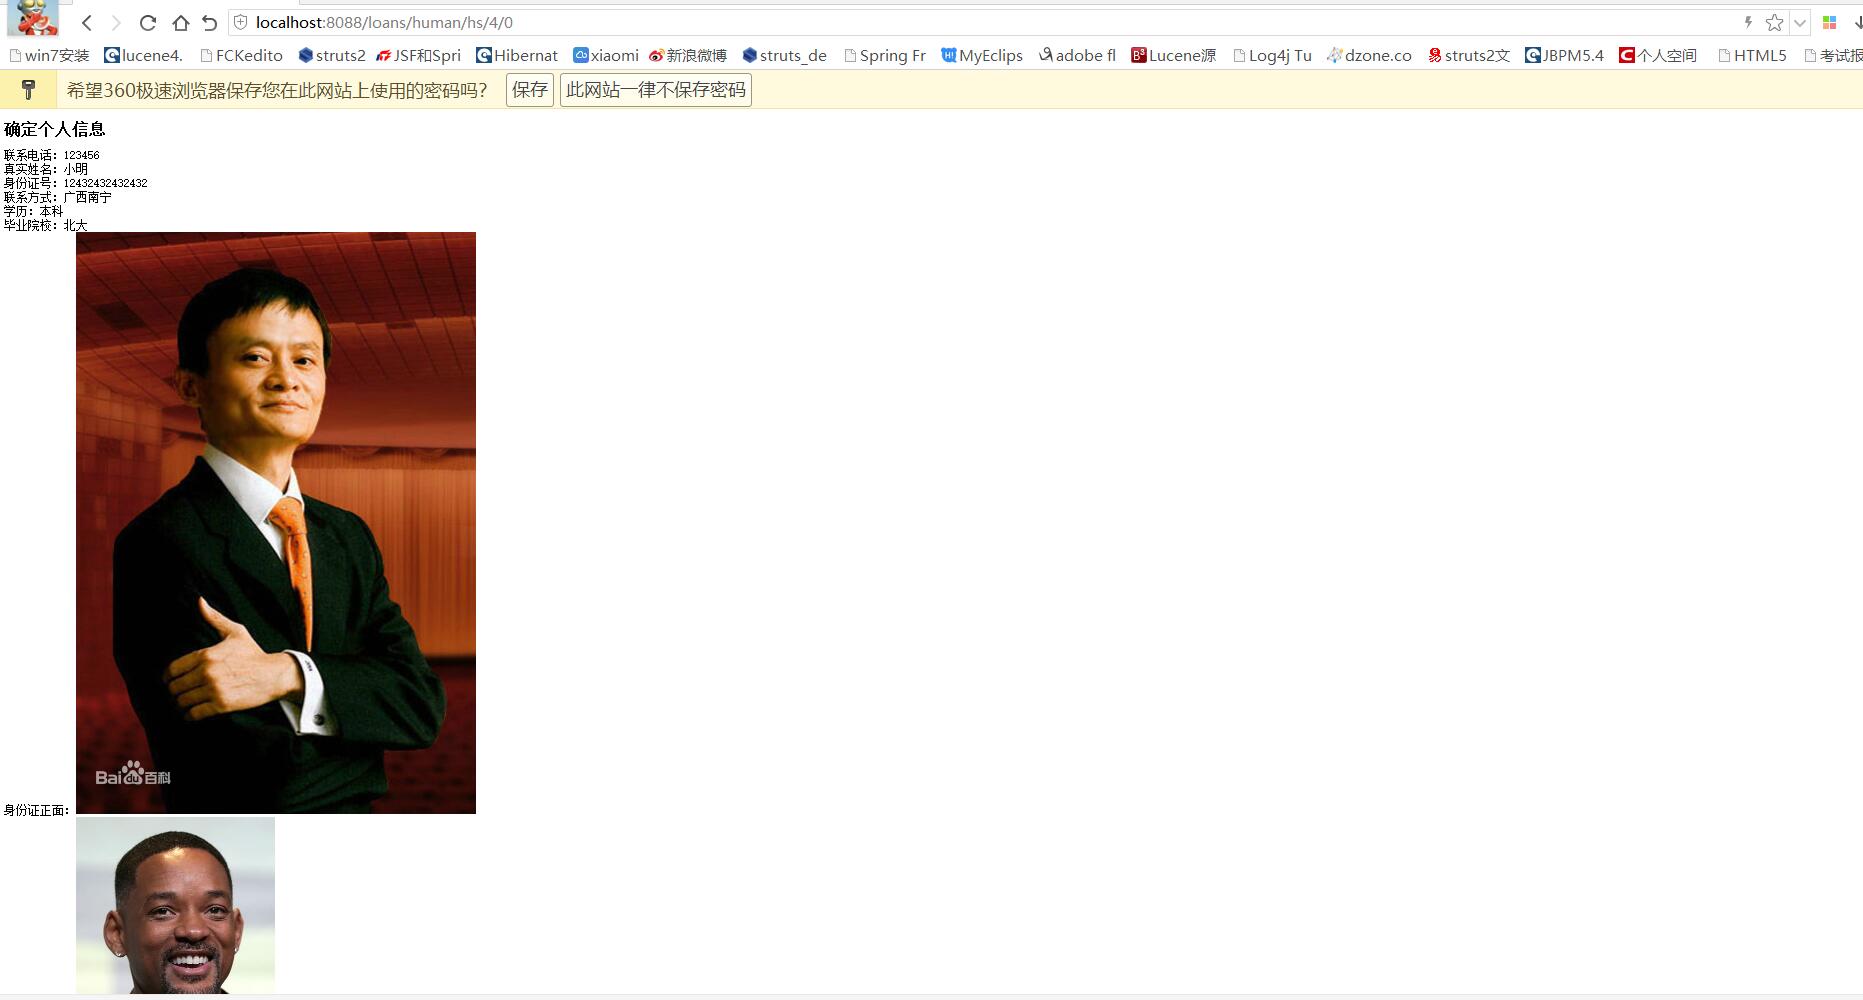 localhost:8088/loans/human/hs/4/0
win7安装 lucene4. FCKedito struts2 JSF和Spri Hibernat xiaomi 新浪微博 struts_de Spring Fr MyEclips adobe fl Lucene源 Log4j Tu dzone.co struts2文 JBPM5.4 个人空间 HTML5 考试报
希望360极速浏览器保存您在此网站上使用的密码吗? 保存 此网站一律不保存密码
确定个人信息
联系电话: 123456
真实姓名: 小明
身份证号: 12432432432432
联系方式: 广西南宁
学历: 本科
毕业院校: 北大
Baidu百科
身份证正面: